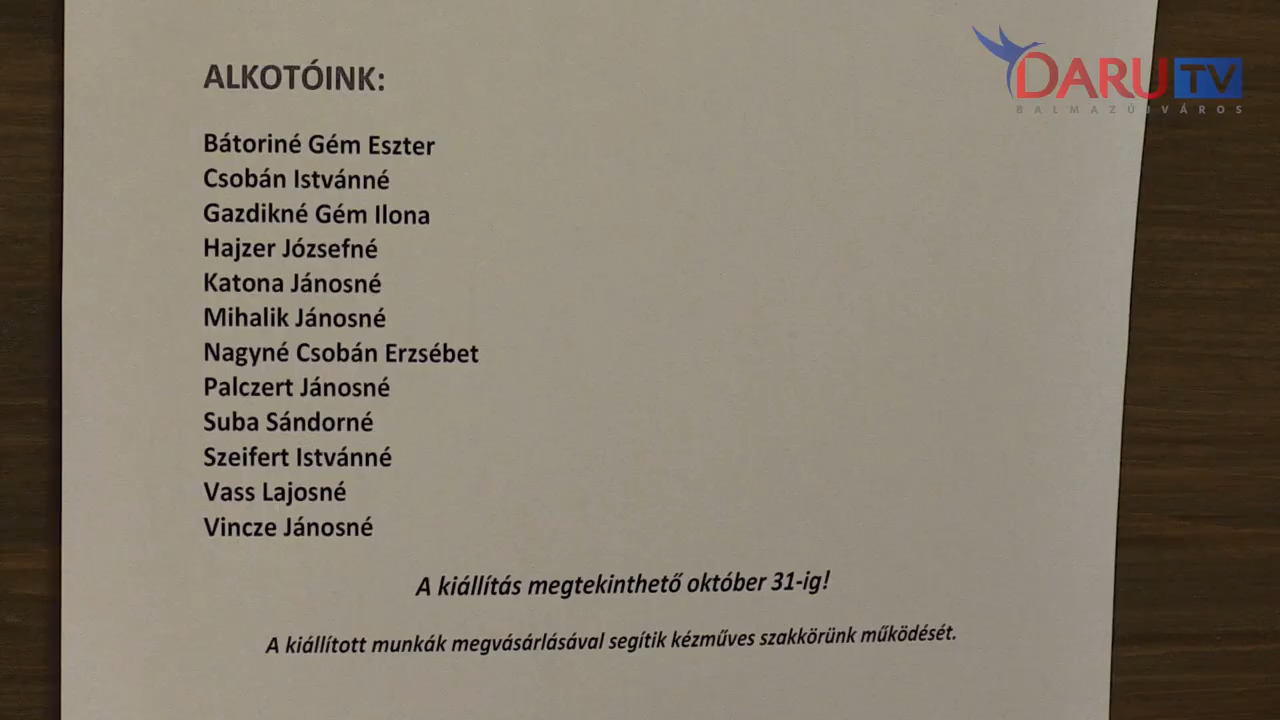 DARU TV
BALMAZÚJVÁROS
ALKOTÓINK:
Bátoriné Gém Eszter
Csobán Istvánné
Gazdikné Gém Ilona
Hajzer Józsefné
Katona Jánosné
Mihalik Jánosné
Nagyné Csobán Erzsébet
Palczert Jánosné
Suba Sándorné
Szeifert Istvánné
Vass Lajosné
Vincze Jánosné
A kiállítás megtekinthető október 31-ig!
A kiállított munkák megvásárlásával segítik kézműves szakkörünk működését.